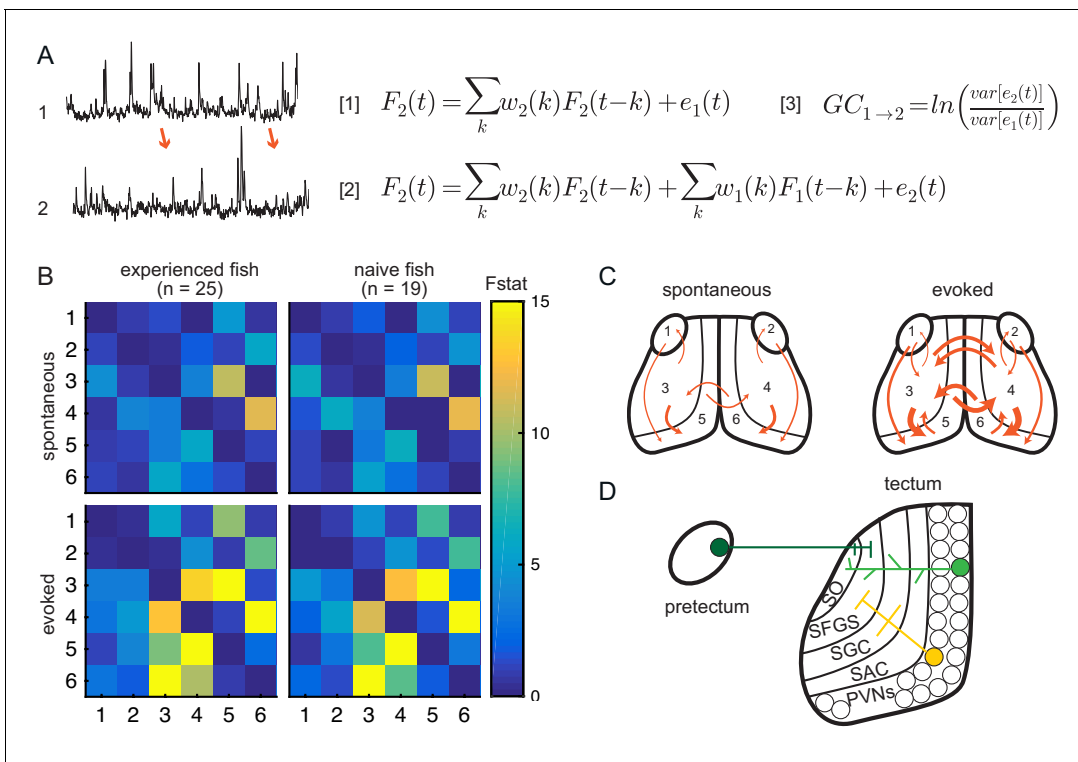 A
1
2
[1] F₂(t) = ∑ₖ w₂(k)F₂(t−k) + e₁(t)
[3] GC₁→₂ = ln(var[e₂(t)] / var[e₁(t)])
[2] F₂(t) = ∑ₖ w₂(k)F₂(t−k) + ∑ₖ w₁(k)F₁(t−k) + e₂(t)
B
experienced fish
(n = 25)
naive fish
(n = 19)
Fstat
15
10
5
0
spontaneous
1
2
3
4
5
6
evoked
1
2
3
4
5
6
1 2 3 4 5 6
1 2 3 4 5 6
C
spontaneous
1 2
3 4
5 6
evoked
1 2
3 4
5 6
D
tectum
pretectum
SO
SFGS
SGC
SAC
PVNs